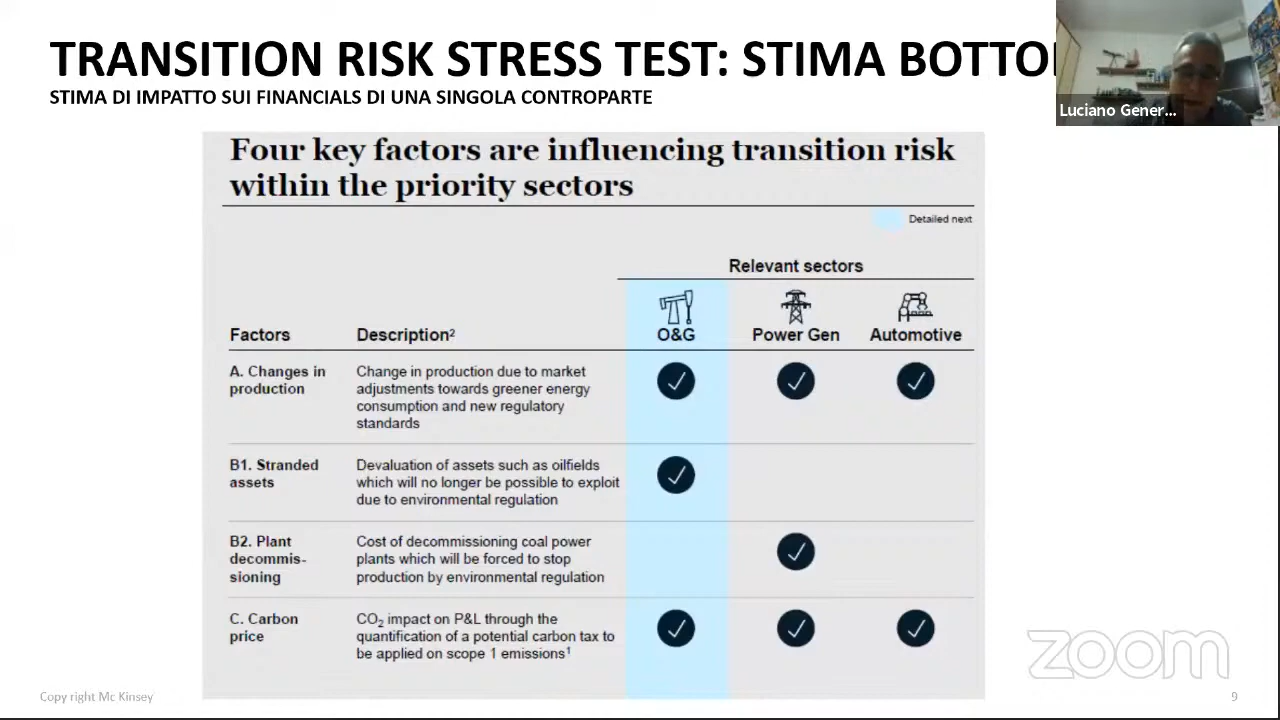 TRANSITION RISK STRESS TEST: STIMA BOTTO
STIMA DI IMPATTO SUI FINANCIALS DI UNA SINGOLA CONTROPARTE
Luciano Gener...
Four key factors are influencing transition risk
within the priority sectors
Detailed next
Relevant sectors
Factors
Description²
O&G
Power Gen
Automotive
A. Changes in
production
Change in production due to market
adjustments towards greener energy
consumption and new regulatory
standards
B1. Stranded
assets
Devaluation of assets such as oilfields
which will no longer be possible to exploit
due to environmental regulation
B2. Plant
decommis-
sioning
Cost of decommissioning coal power
plants which will be forced to stop
production by environmental regulation
C. Carbon
price
CO₂ impact on P&L through the
quantification of a potential carbon tax to
be applied on scope 1 emissions¹
zoom
Copy right Mc Kinsey
9